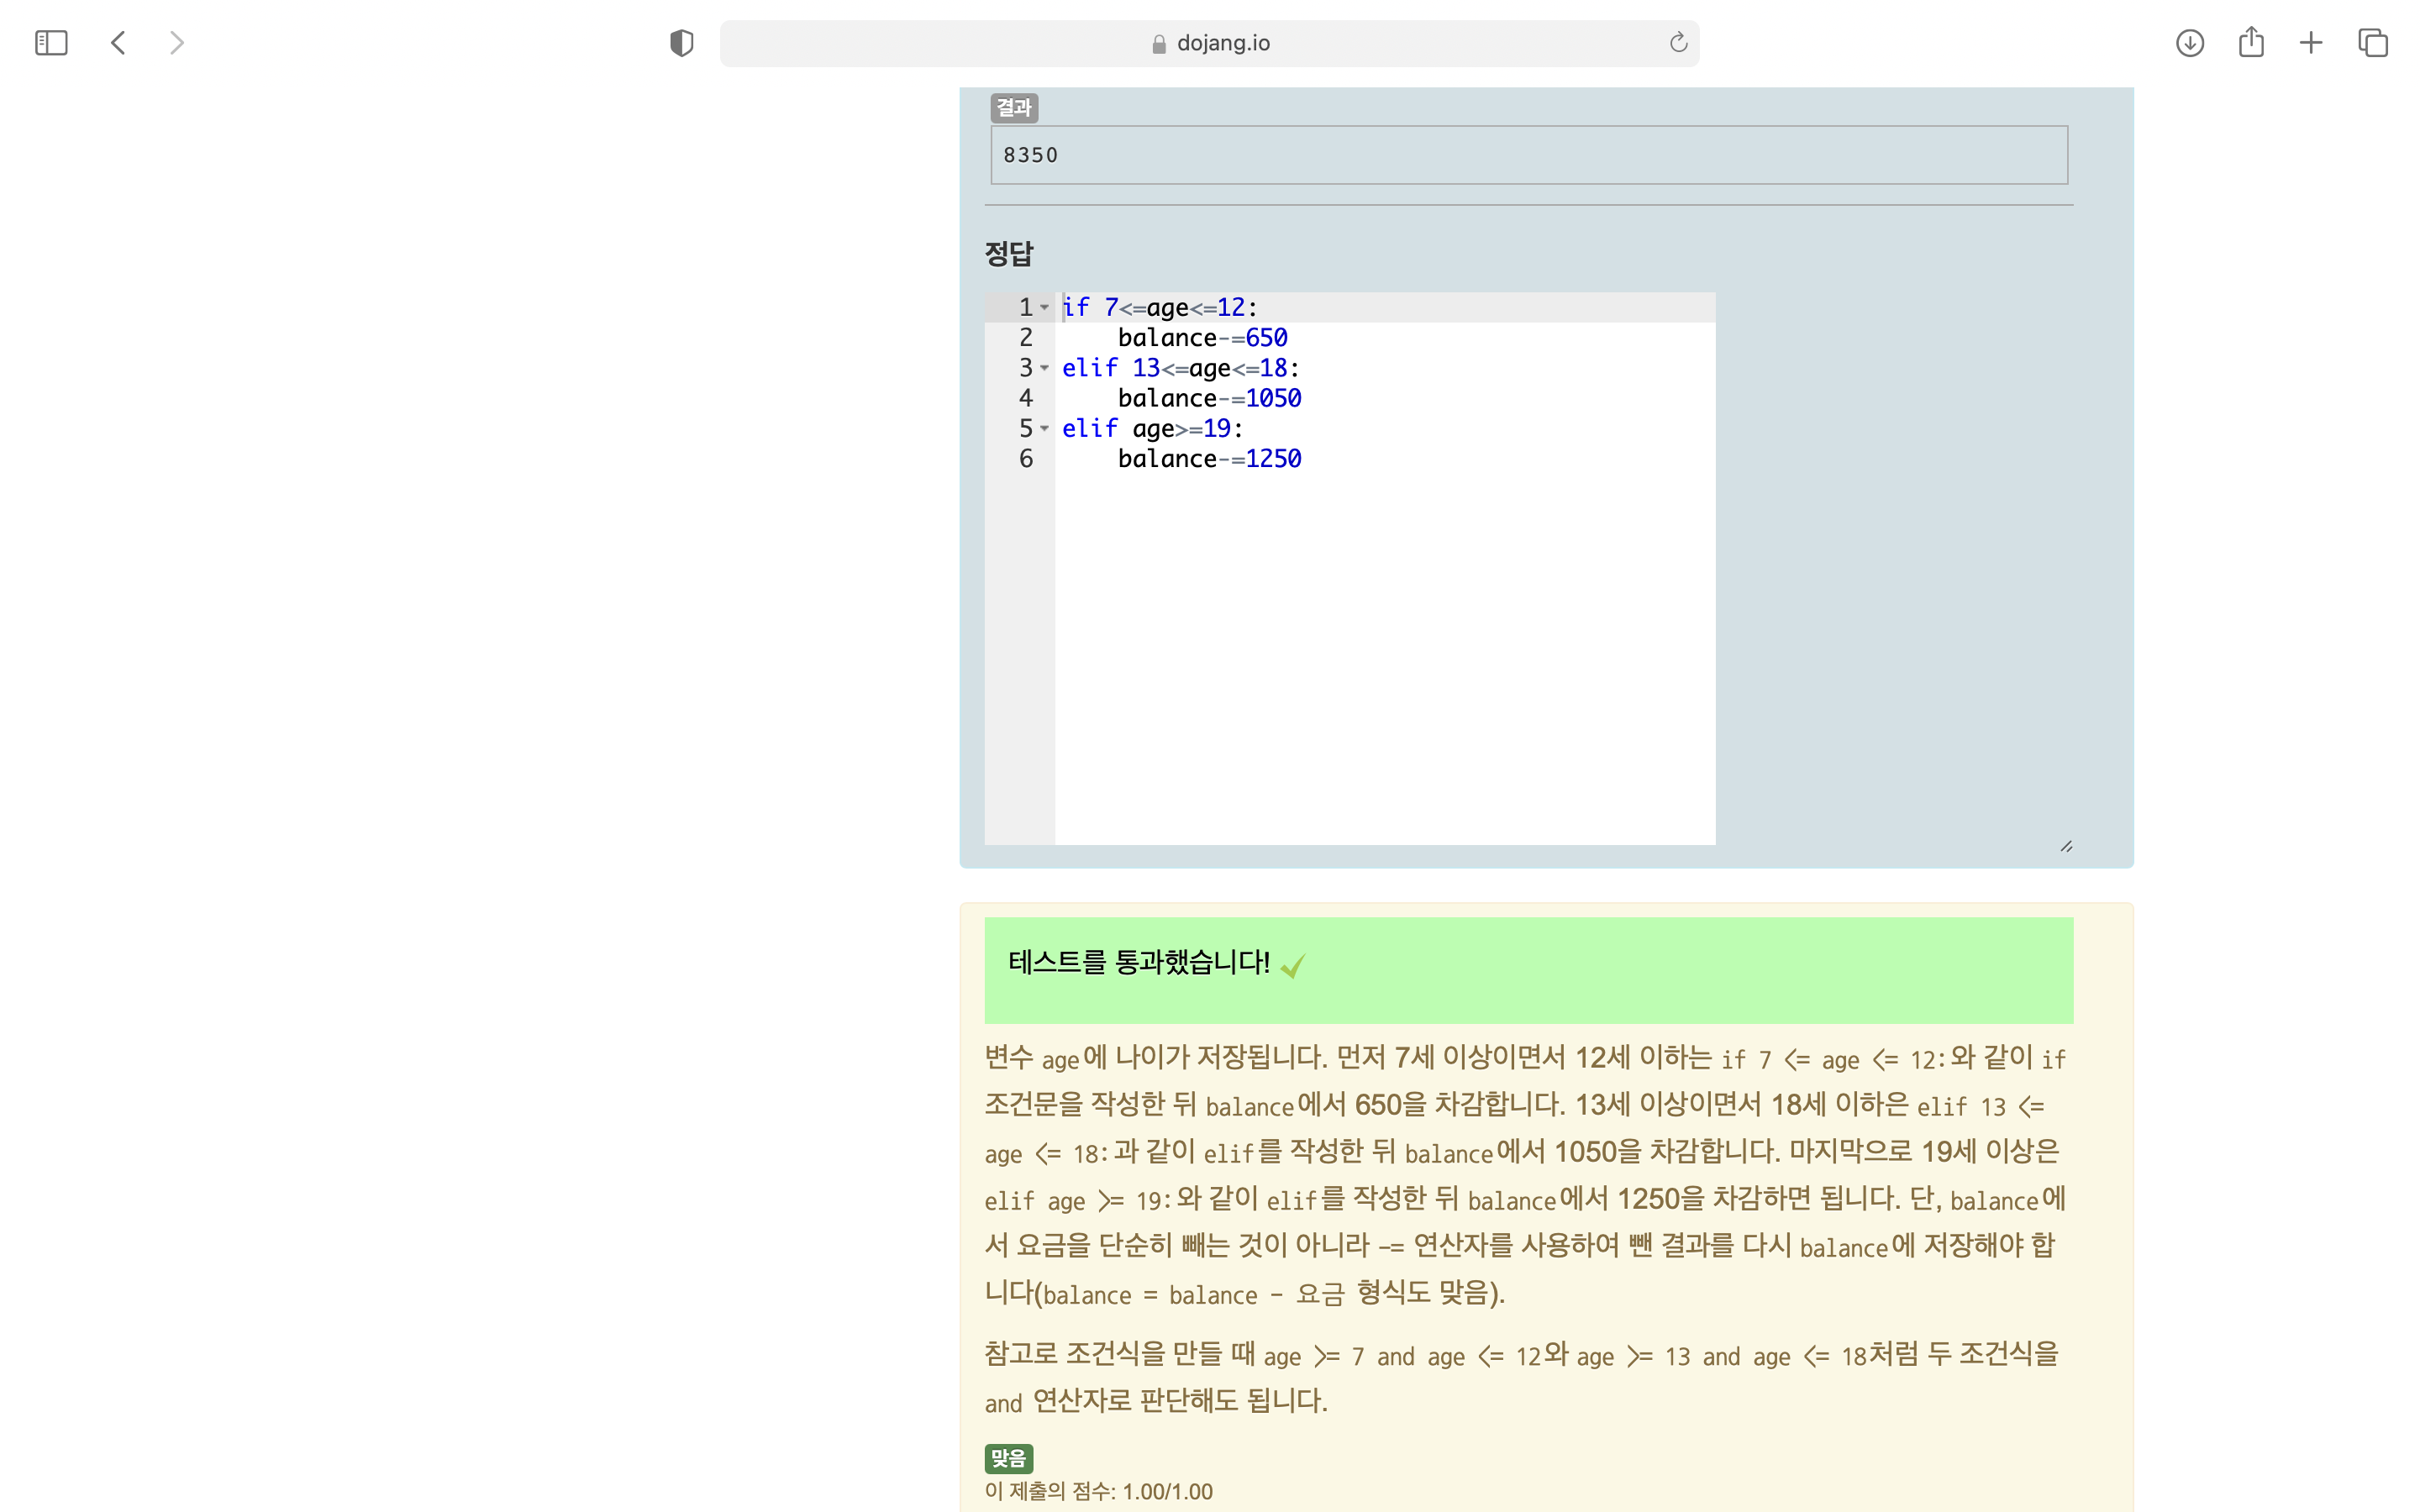 dojang.io
결과
8350
정답
1 if 7<=age<=12:
2     balance-=650
3 elif 13<=age<=18:
4     balance-=1050
5 elif age>=19:
6     balance-=1250
테스트를 통과했습니다!
변수 age에 나이가 저장됩니다. 먼저 7세 이상이면서 12세 이하는 if 7 <= age <= 12:와 같이 if
조건문을 작성한 뒤 balance에서 650을 차감합니다. 13세 이상이면서 18세 이하은 elif 13 <=
age <= 18:과 같이 elif를 작성한 뒤 balance에서 1050을 차감합니다. 마지막으로 19세 이상은
elif age >= 19:와 같이 elif를 작성한 뒤 balance에서 1250을 차감하면 됩니다. 단, balance에
서 요금을 단순히 빼는 것이 아니라 -= 연산자를 사용하여 뺀 결과를 다시 balance에 저장해야 합
니다(balance = balance - 요금 형식도 맞음).
참고로 조건식을 만들 때 age >= 7 and age <= 12와 age >= 13 and age <= 18처럼 두 조건식을
and 연산자로 판단해도 됩니다.
맞음
이 제출의 점수: 1.00/1.00